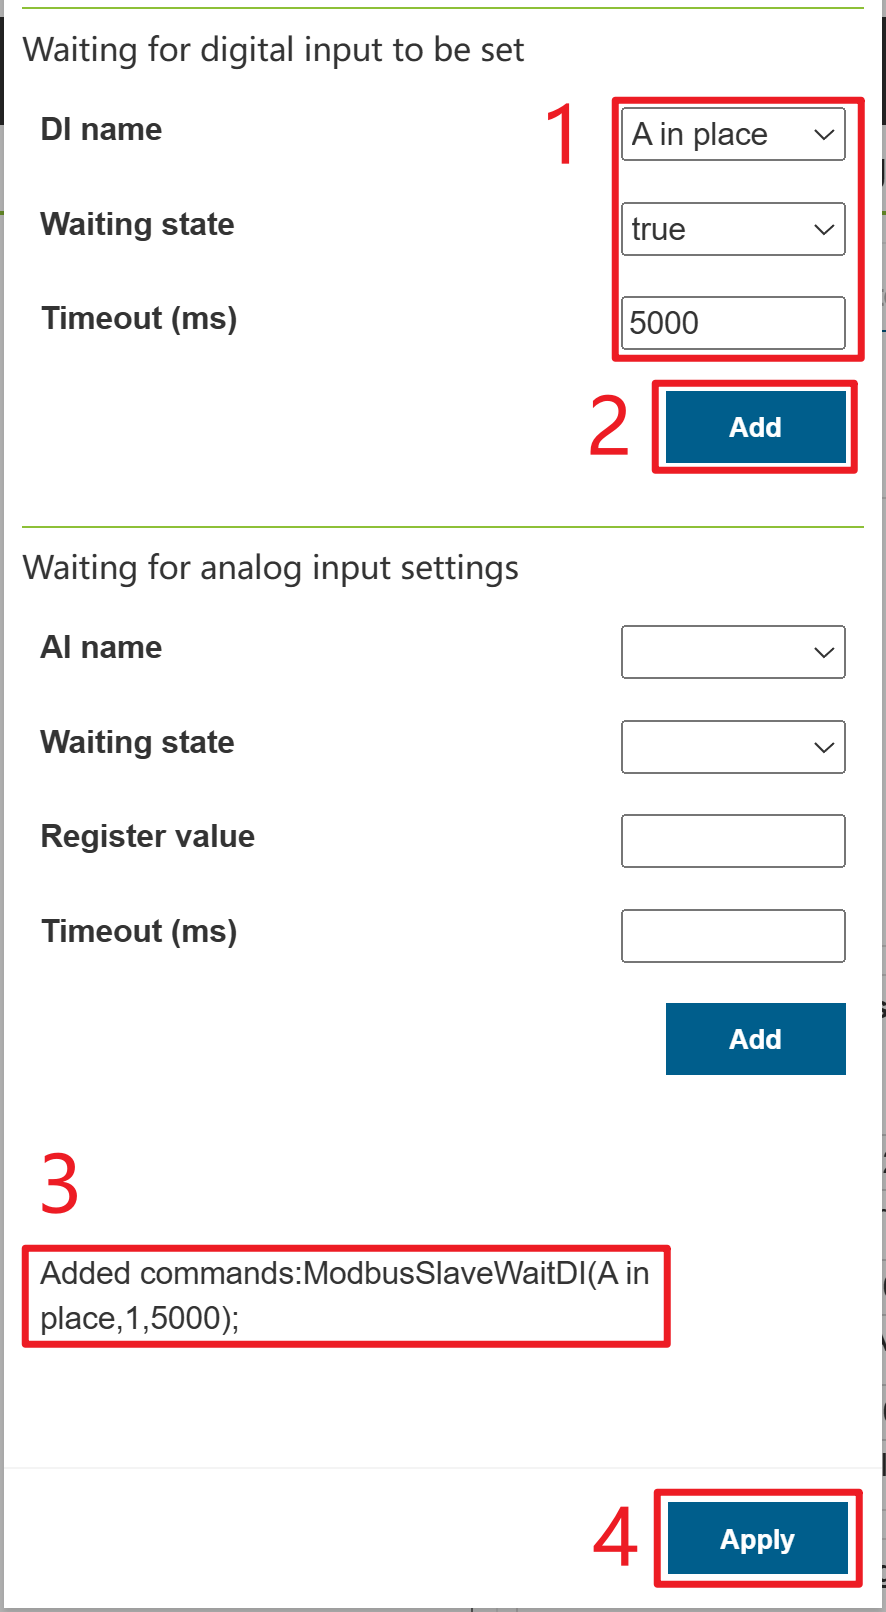 Waiting for digital input to be set
DI name
1
A in place
Waiting state
true
Timeout (ms)
5000
2
Add
Waiting for analog input settings
AI name
Waiting state
Register value
Timeout (ms)
Add
3
Added commands:ModbusSlaveWaitDI(A in
place,1,5000);
4
Apply